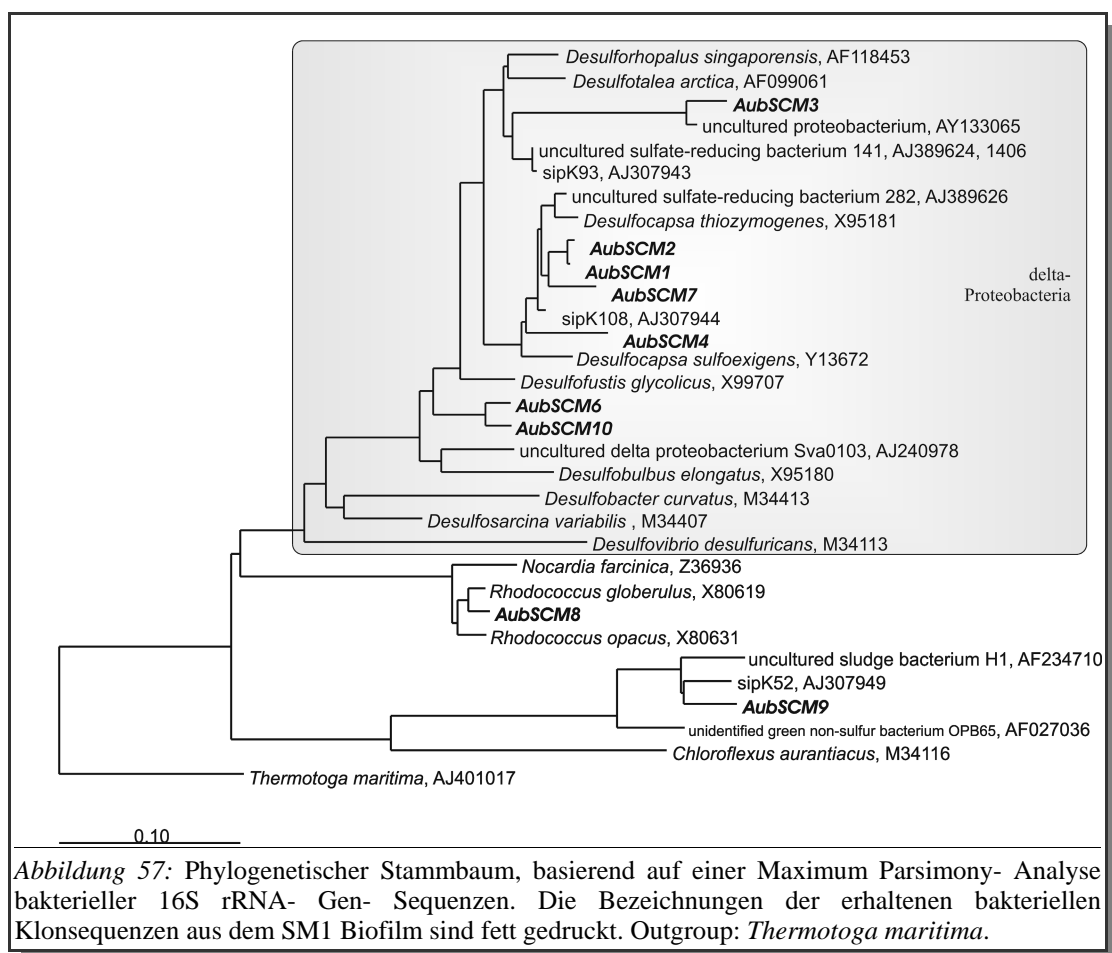 Desulforhopalus singaporensis, AF118453
Desulfotalea arctica, AF099061
AubSCM3
uncultured proteobacterium, AY133065
uncultured sulfate-reducing bacterium 141, AJ389624, 1406
sipK93, AJ307943
uncultured sulfate-reducing bacterium 282, AJ389626
Desulfocapsa thiozymogenes, X95181
AubSCM2
AubSCM1
delta-
Proteobacteria
AubSCM7
sipK108, AJ307944
AubSCM4
Desulfocapsa sulfoexigens, Y13672
Desulfofustis glycolicus, X99707
AubSCM6
AubSCM10
uncultured delta proteobacterium Sva0103, AJ240978
Desulfobulbus elongatus, X95180
Desulfobacter curvatus, M34413
Desulfosarcina variabilis , M34407
Desulfovibrio desulfuricans, M34113
Nocardia farcinica, Z36936
Rhodococcus globerulus, X80619
AubSCM8
Rhodococcus opacus, X80631
uncultured sludge bacterium H1, AF234710
sipK52, AJ307949
AubSCM9
unidentified green non-sulfur bacterium OPB65, AF027036
Chloroflexus aurantiacus, M34116
Thermotoga maritima, AJ401017
0.10
Abbildung 57: Phylogenetischer Stammbaum, basierend auf einer Maximum Parsimony- Analyse
bakterieller 16S rRNA- Gen- Sequenzen. Die Bezeichnungen der erhaltenen bakteriellen
Klonsequenzen aus dem SM1 Biofilm sind fett gedruckt. Outgroup: Thermotoga maritima.